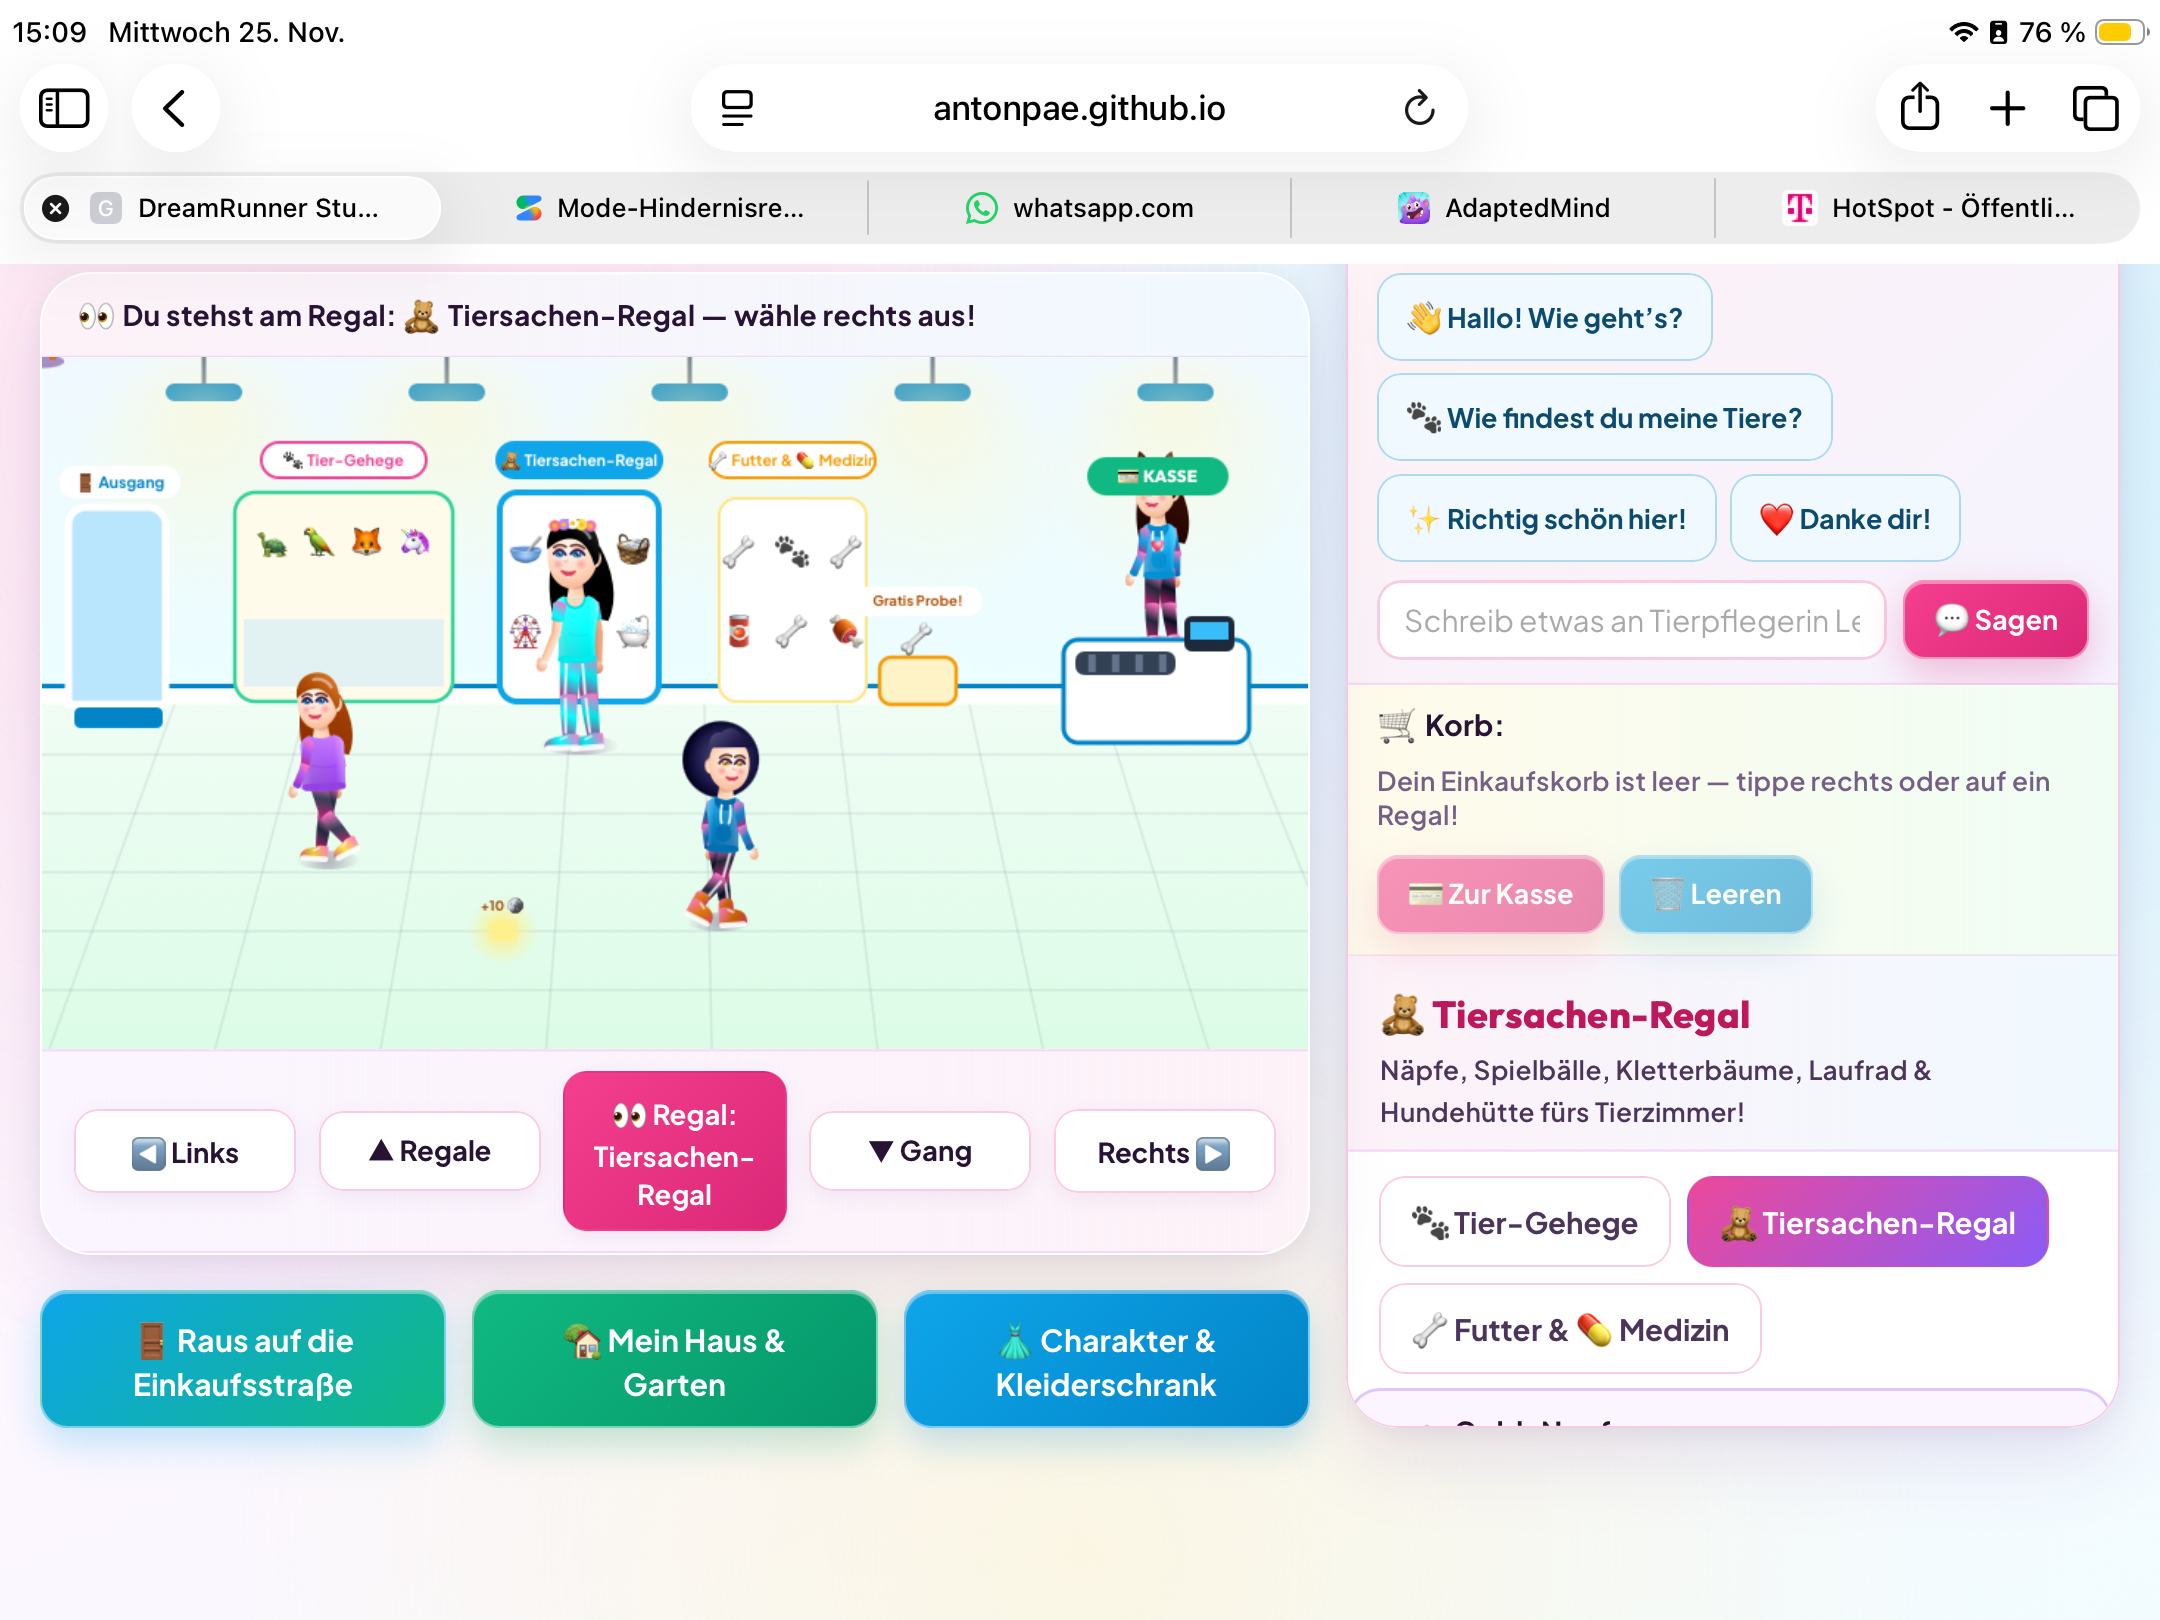 15:09 Mittwoch 25. Nov.
76 %
antonpae.github.io
DreamRunner Stu...
Mode-Hindernisre...
whatsapp.com
AdaptedMind
HotSpot - Öffentli...
👀 Du stehst am Regal: 🧸 Tiersachen-Regal — wähle rechts aus!
🚪 Ausgang
🐾 Tier-Gehege
🧸 Tiersachen-Regal
🦴 Futter & 💊 Medizin
💳 KASSE
Gratis Probe!
+10
◀️ Links
▲ Regale
👀 Regal:
Tiersachen-
Regal
▼ Gang
Rechts ▶️
🚪 Raus auf die
Einkaufsstraße
🏡 Mein Haus &
Garten
👗 Charakter &
Kleiderschrank
👋 Hallo! Wie geht’s?
🐾 Wie findest du meine Tiere?
✨ Richtig schön hier!
❤️ Danke dir!
Schreib etwas an Tierpflegerin Le
💬 Sagen
🛒 Korb:
Dein Einkaufskorb ist leer — tippe rechts oder auf ein
Regal!
💳 Zur Kasse
🗑️ Leeren
🧸 Tiersachen-Regal
Näpfe, Spielbälle, Kletterbäume, Laufrad &
Hundehütte fürs Tierzimmer!
🐾 Tier-Gehege
🧸 Tiersachen-Regal
🦴 Futter & 💊 Medizin